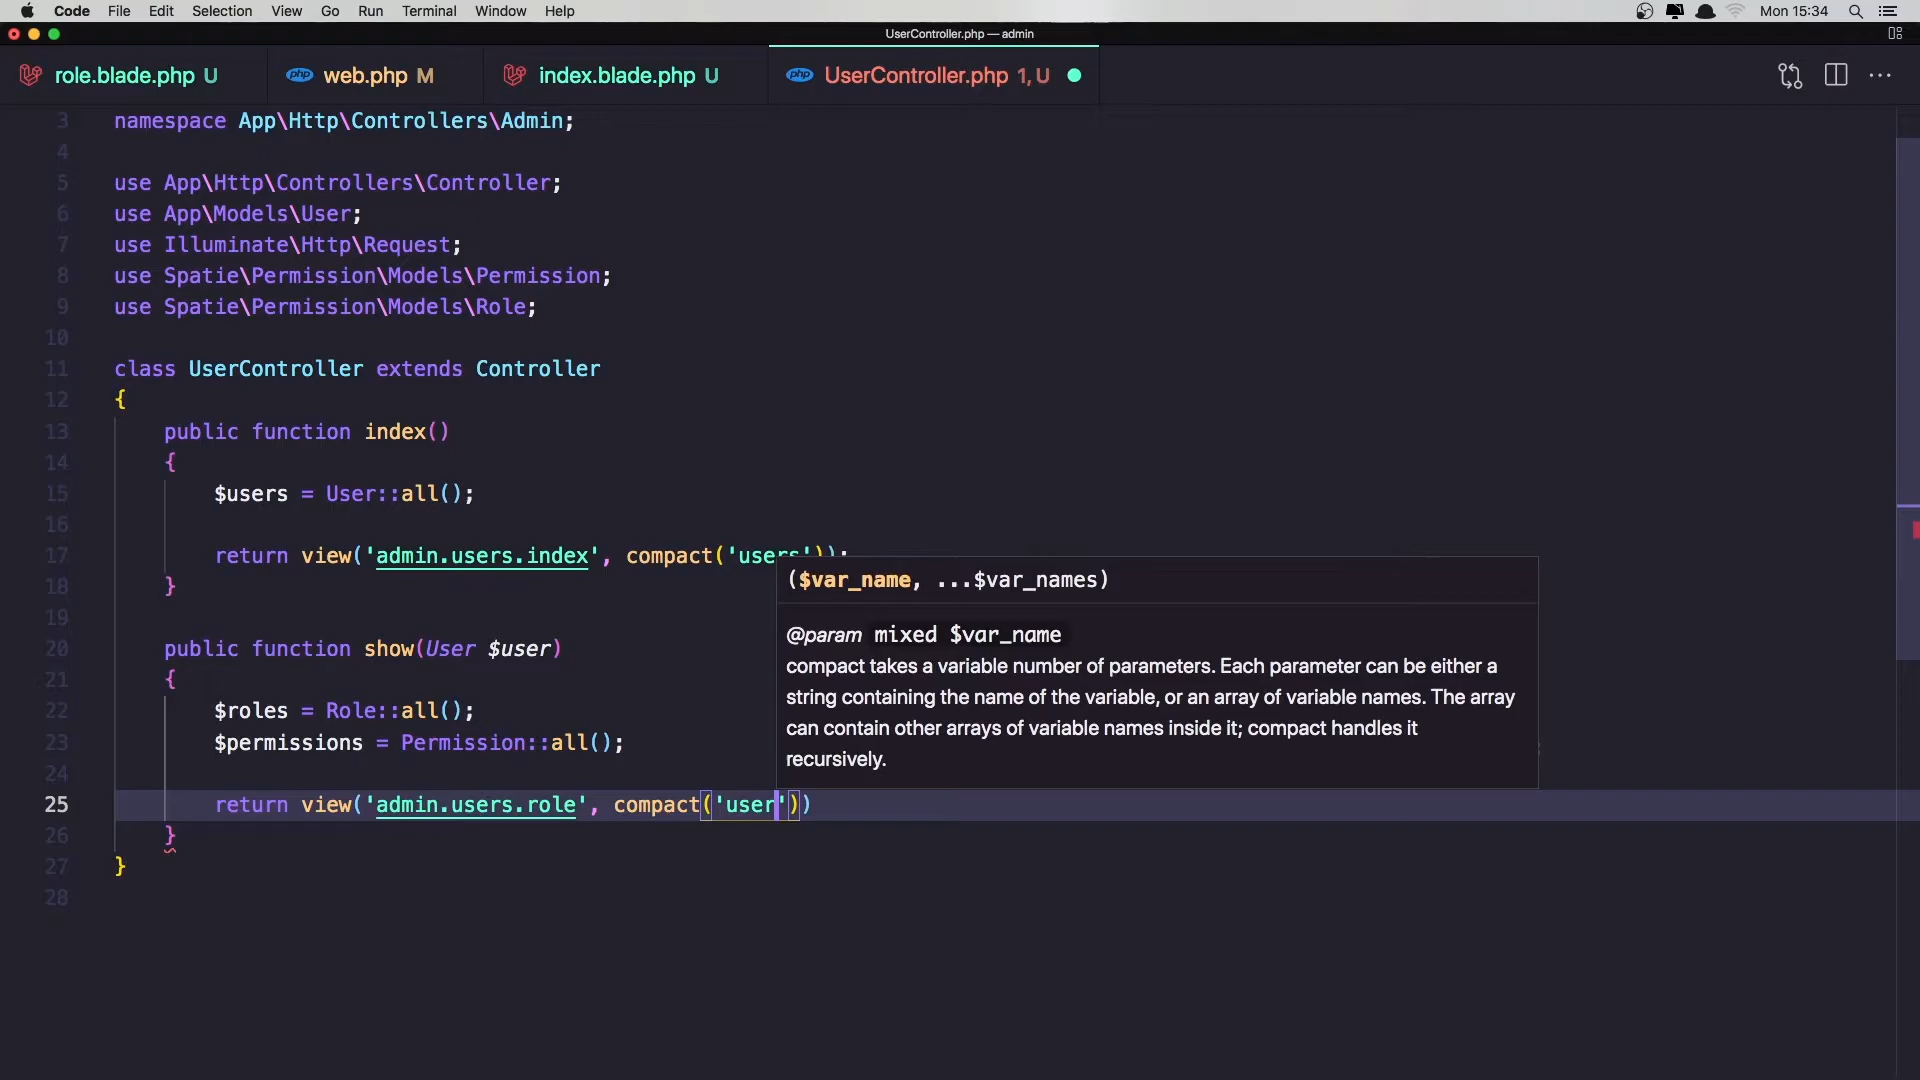 Code File Edit Selection View Go Run Terminal Window Help Mon 15:34
UserController.php — admin
role.blade.php U php web.php M index.blade.php U php UserController.php 1, U
3 namespace App\Http\Controllers\Admin;
4
5 use App\Http\Controllers\Controller;
6 use App\Models\User;
7 use Illuminate\Http\Request;
8 use Spatie\Permission\Models\Permission;
9 use Spatie\Permission\Models\Role;
10
11 class UserController extends Controller
12 {
13 public function index()
14 {
15 $users = User::all();
16
17 return view('admin.users.index', compact('users'));
18 }
19
20 public function show(User $user)
21 {
22 $roles = Role::all();
23 $permissions = Permission::all();
24
25 return view('admin.users.role', compact('user'))
26 }
27 }
28
($var_name, ...$var_names)
@param mixed $var_name
compact takes a variable number of parameters. Each parameter can be either a
string containing the name of the variable, or an array of variable names. The array
can contain other arrays of variable names inside it; compact handles it
recursively.